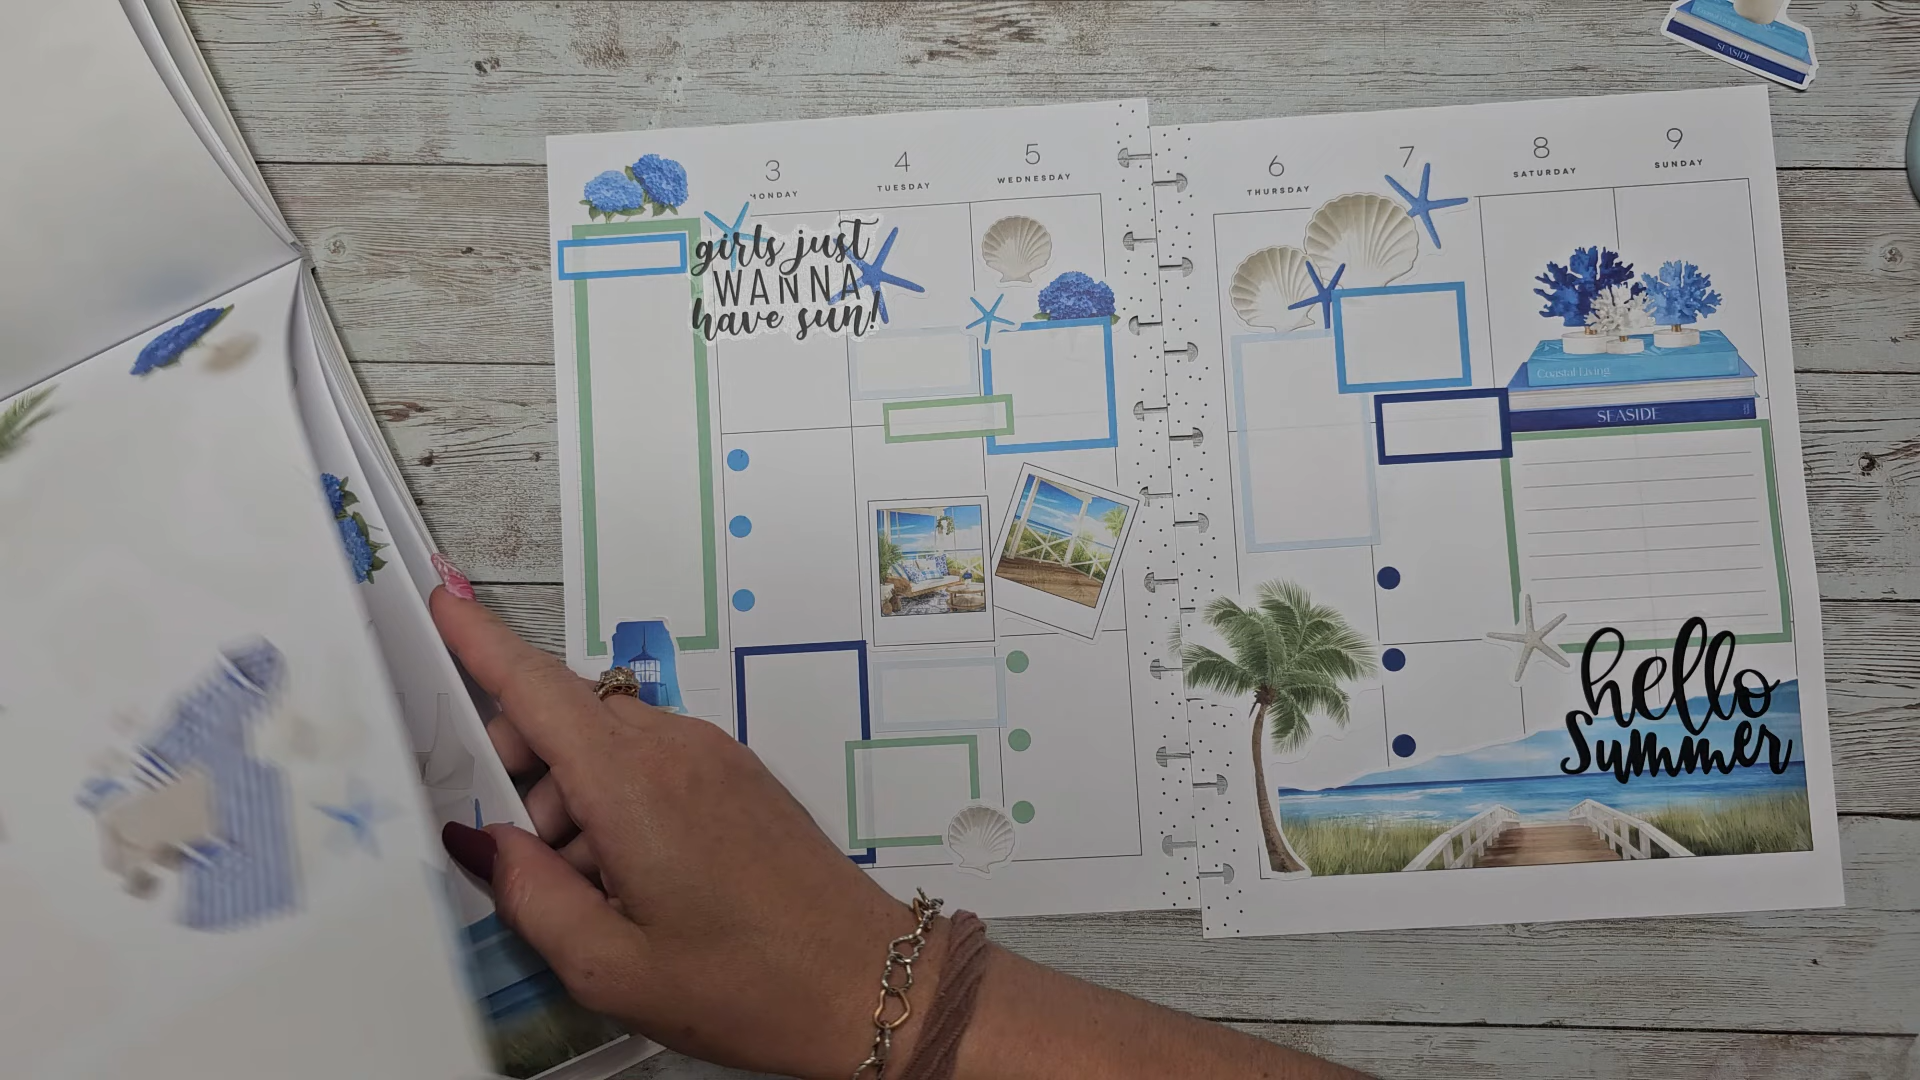 SEASIDE
3
MONDAY
4
TUESDAY
5
WEDNESDAY
6
THURSDAY
7
8
SATURDAY
9
SUNDAY
girls just
WANNA
have sun!
Coastal Living
SEASIDE
hello
Summer